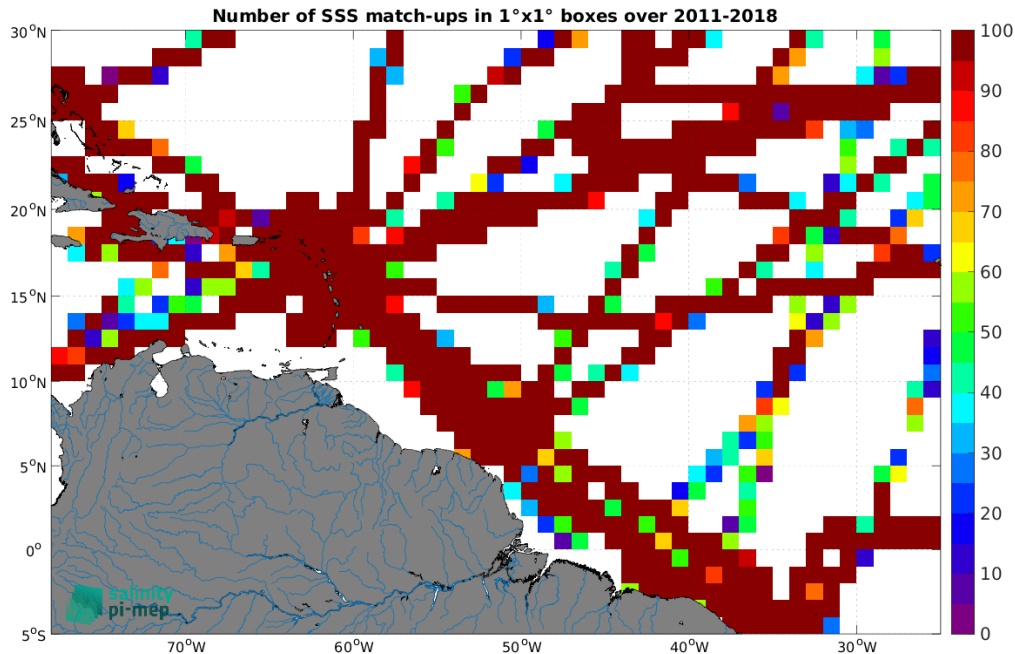 Number of SSS match-ups in 1°x1° boxes over 2011-2018
30°N
25°N
20°N
15°N
10°N
5°N
0°
5°S
70°W
60°W
50°W
40°W
30°W
100
90
80
70
60
50
40
30
20
10
0
salinity
pi-mep